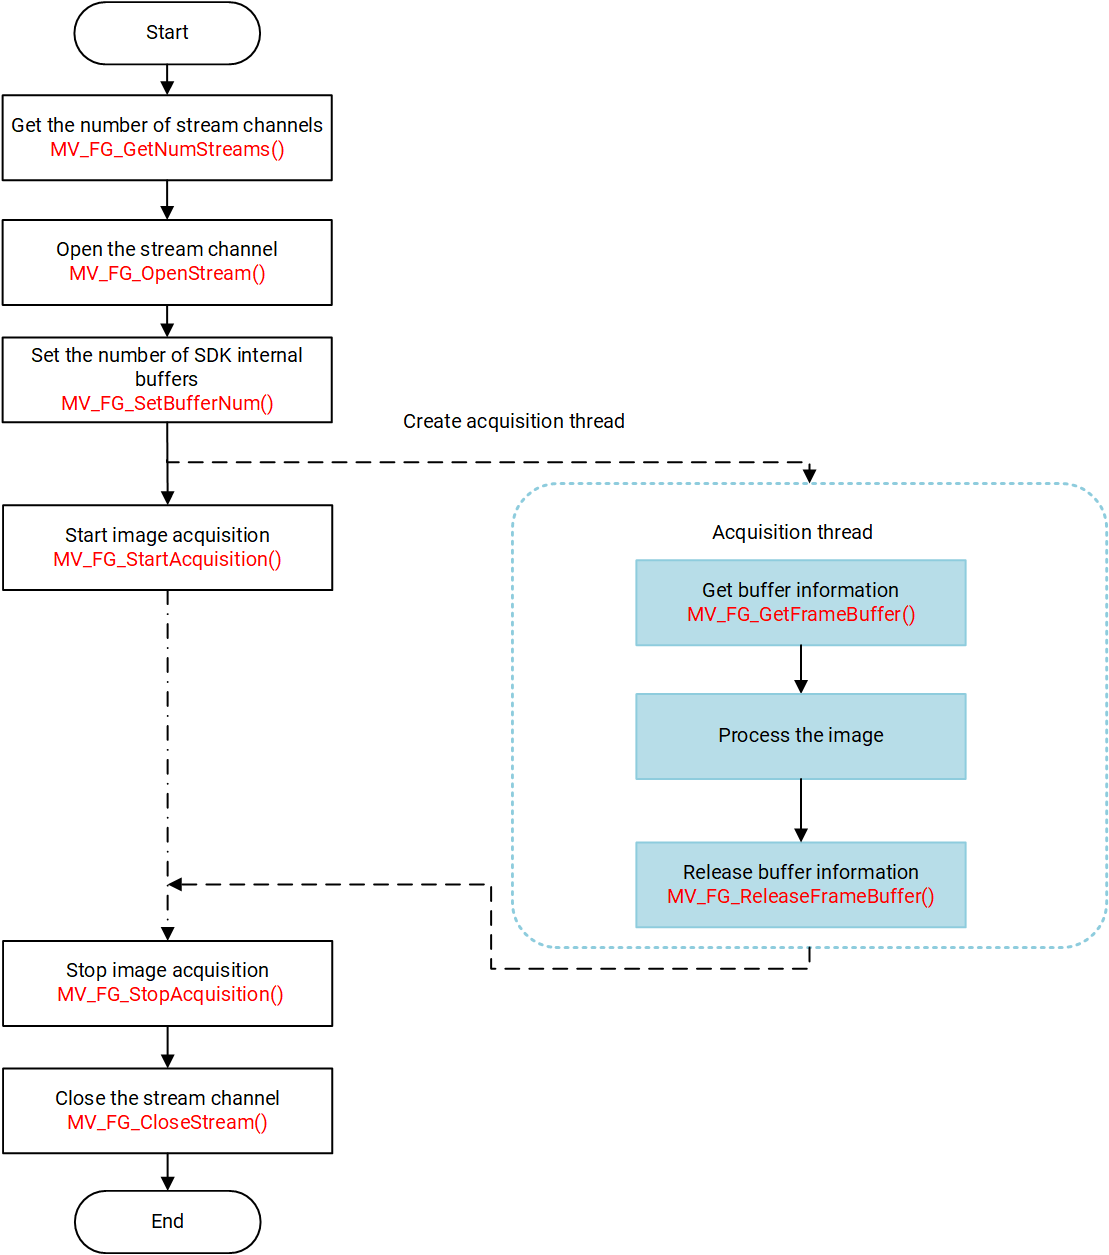 Start
Get the number of stream channels
MV_FG_GetNumStreams()
Open the stream channel
MV_FG_OpenStream()
Set the number of SDK internal
buffers
MV_FG_SetBufferNum()
Create acquisition thread
Start image acquisition
MV_FG_StartAcquisition()
Acquisition thread
Get buffer information
MV_FG_GetFrameBuffer()
Process the image
Release buffer information
MV_FG_ReleaseFrameBuffer()
Stop image acquisition
MV_FG_StopAcquisition()
Close the stream channel
MV_FG_CloseStream()
End